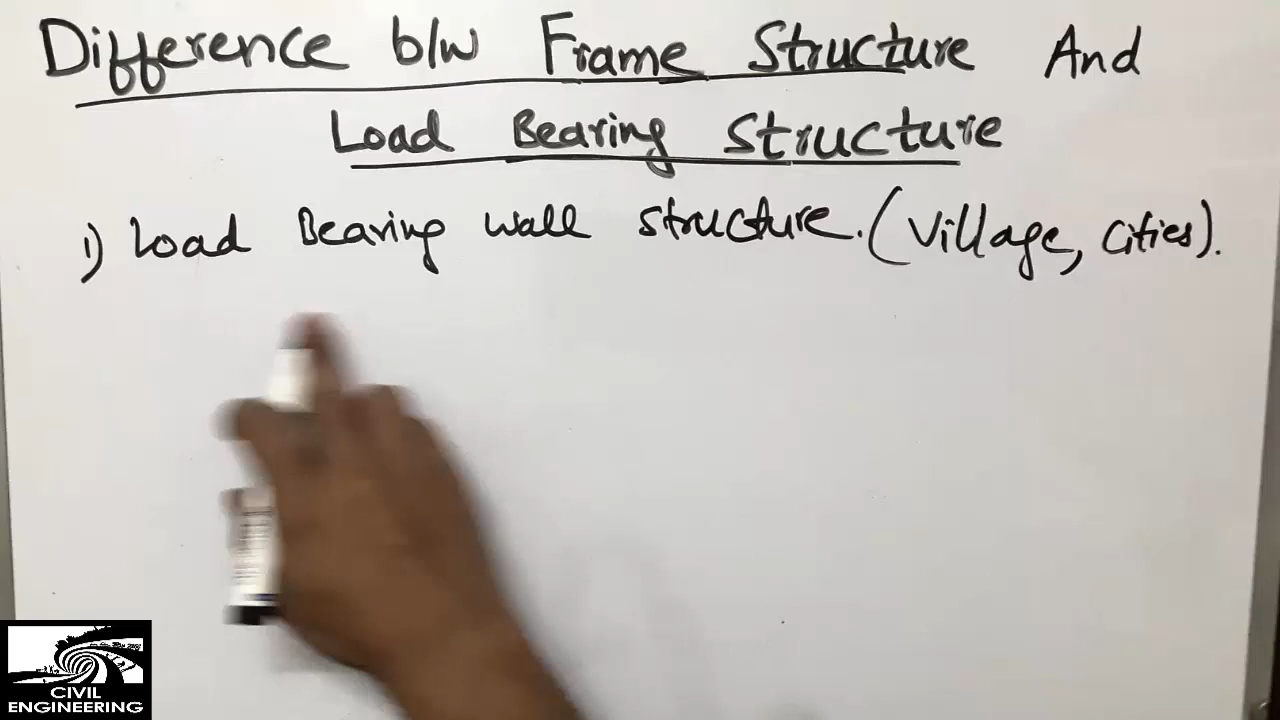 Difference b/w Frame Structure And
Load Bearing Structure
1) Load Bearing wall structure. (Village, Cities).
CIVIL
ENGINEERING